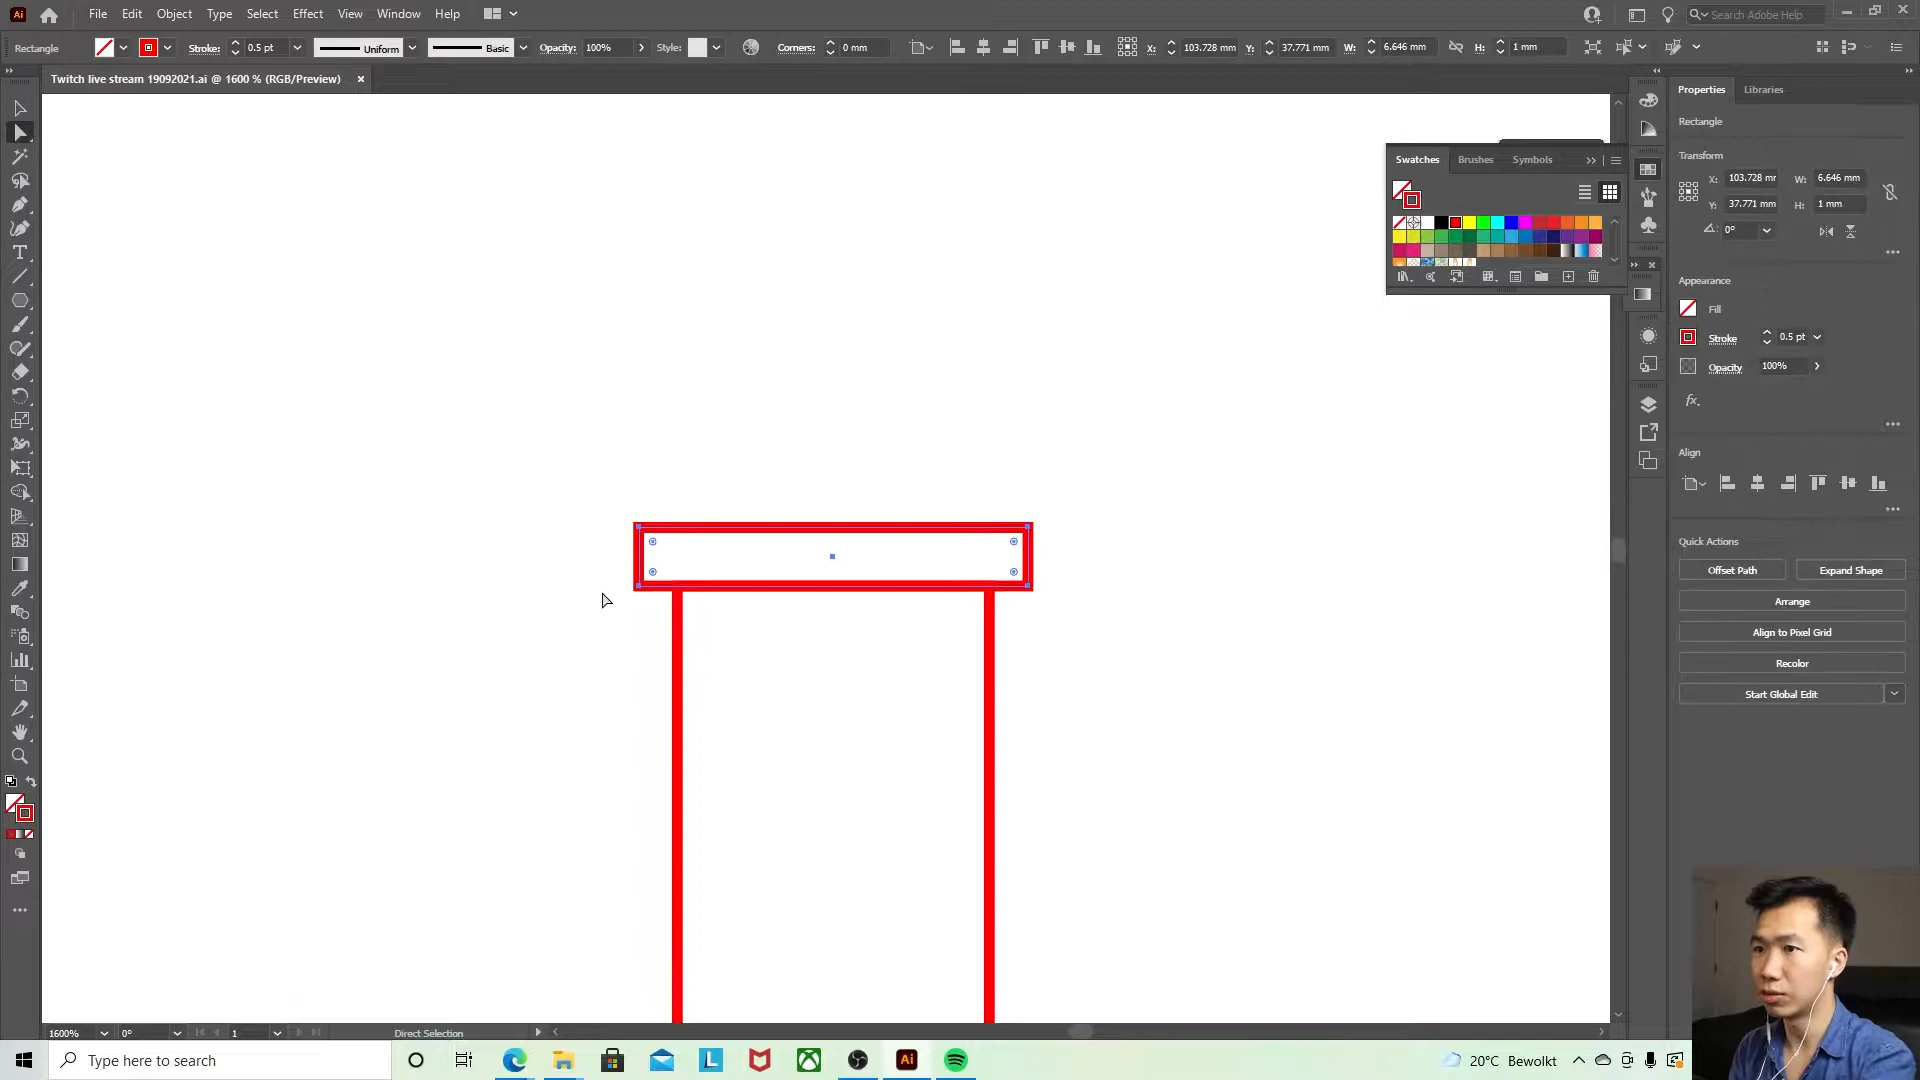 Ai File Edit Object Type Select Effect View Window Help Search Adobe Help
Rectangle Stroke: 0.5 pt Uniform Basic Opacity: 100% Style: Corners: 0 mm X: 103.728 mm Y: 37.771 mm W: 6.646 mm H: 1 mm
Twitch live stream 19092021.ai @ 1600 % (RGB/Preview)
Properties Libraries
Rectangle
Transform
X: 103.728 mr W: 6.646 mm
Y: 37.771 mm H: 1 mm
0°
Appearance
Fill
Stroke 0.5 pt
Opacity 100%
fx.
Align
Quick Actions
Offset Path Expand Shape
Arrange
Align to Pixel Grid
Recolor
Start Global Edit
Swatches Brushes Symbols
1600% 0° 1 Direct Selection
Type here to search L Ai 20°C Bewolkt